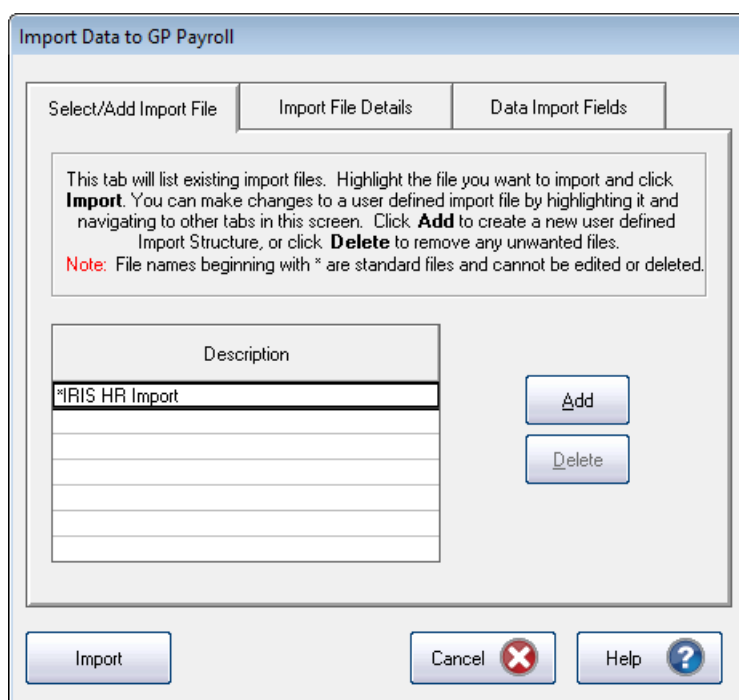 Import Data to GP Payroll
Select/Add Import File
Import File Details
Data Import Fields
This tab will list existing import files. Highlight the file you want to import and click
Import. You can make changes to a user defined import file by highlighting it and
navigating to other tabs in this screen. Click Add to create a new user defined
Import Structure, or click Delete to remove any unwanted files.
Note: File names beginning with * are standard files and cannot be edited or deleted.
Description
*IRIS HR Import
Add
Delete
Import
Cancel
Help